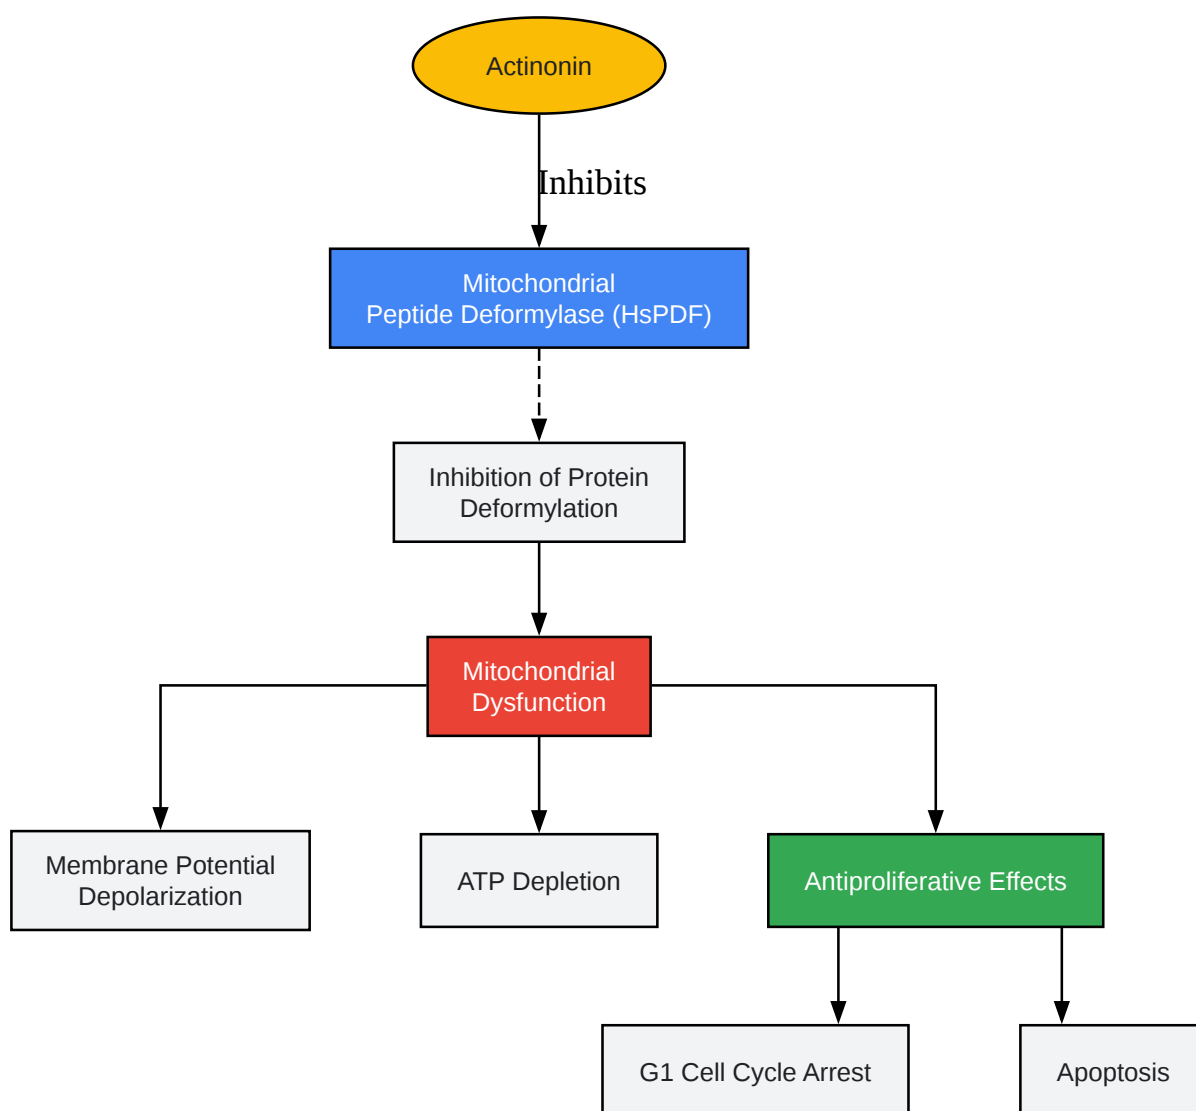 Actinonin
Inhibits
Mitochondrial
Peptide Deformylase (HsPDF)
Inhibition of Protein
Deformylation
Mitochondrial
Dysfunction
Membrane Potential
Depolarization
ATP Depletion
Antiproliferative Effects
G1 Cell Cycle Arrest
Apoptosis